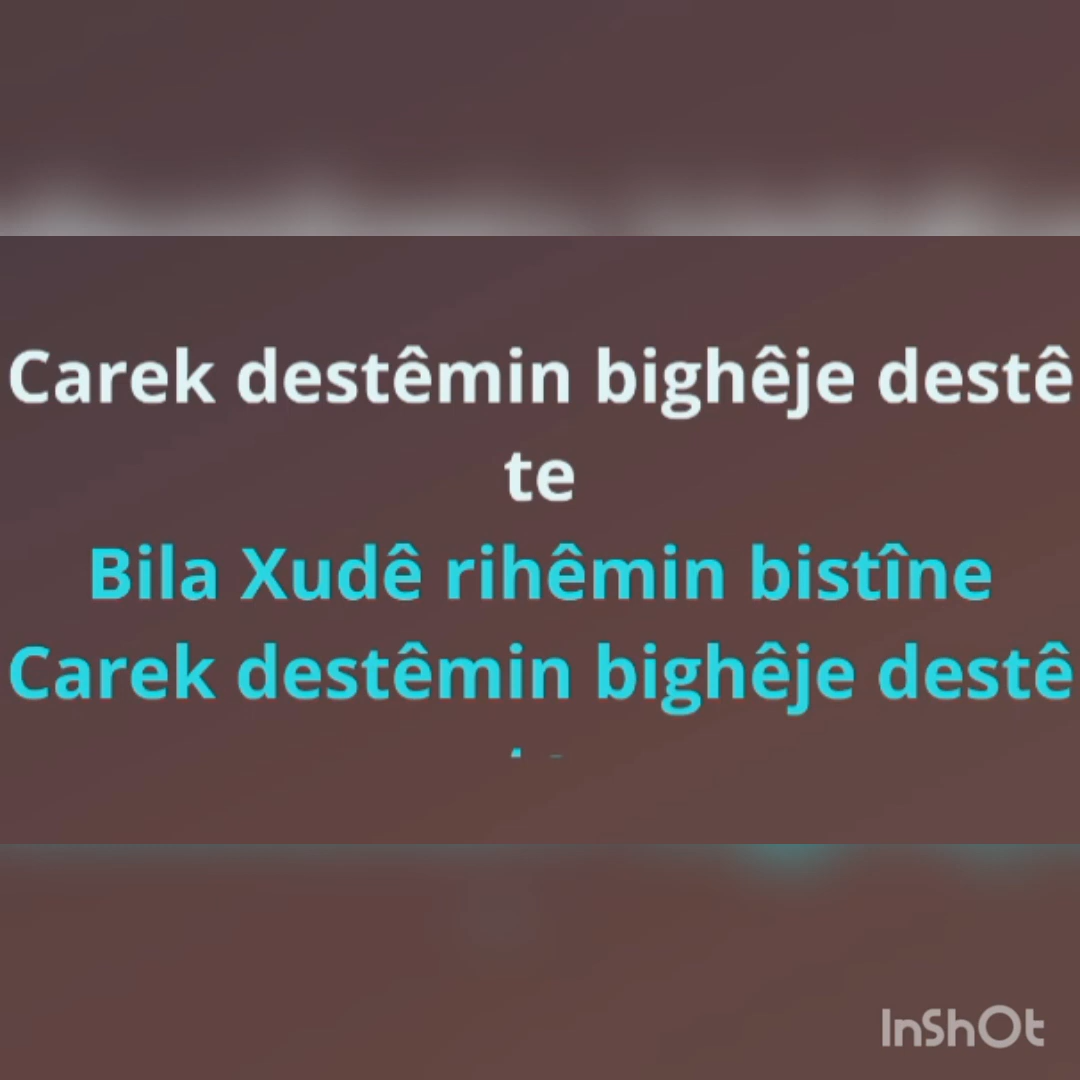 Carek destêmin bighêje destê
te
Bila Xudê rihêmin bistîne
Carek destêmin bighêje destê
InShOt